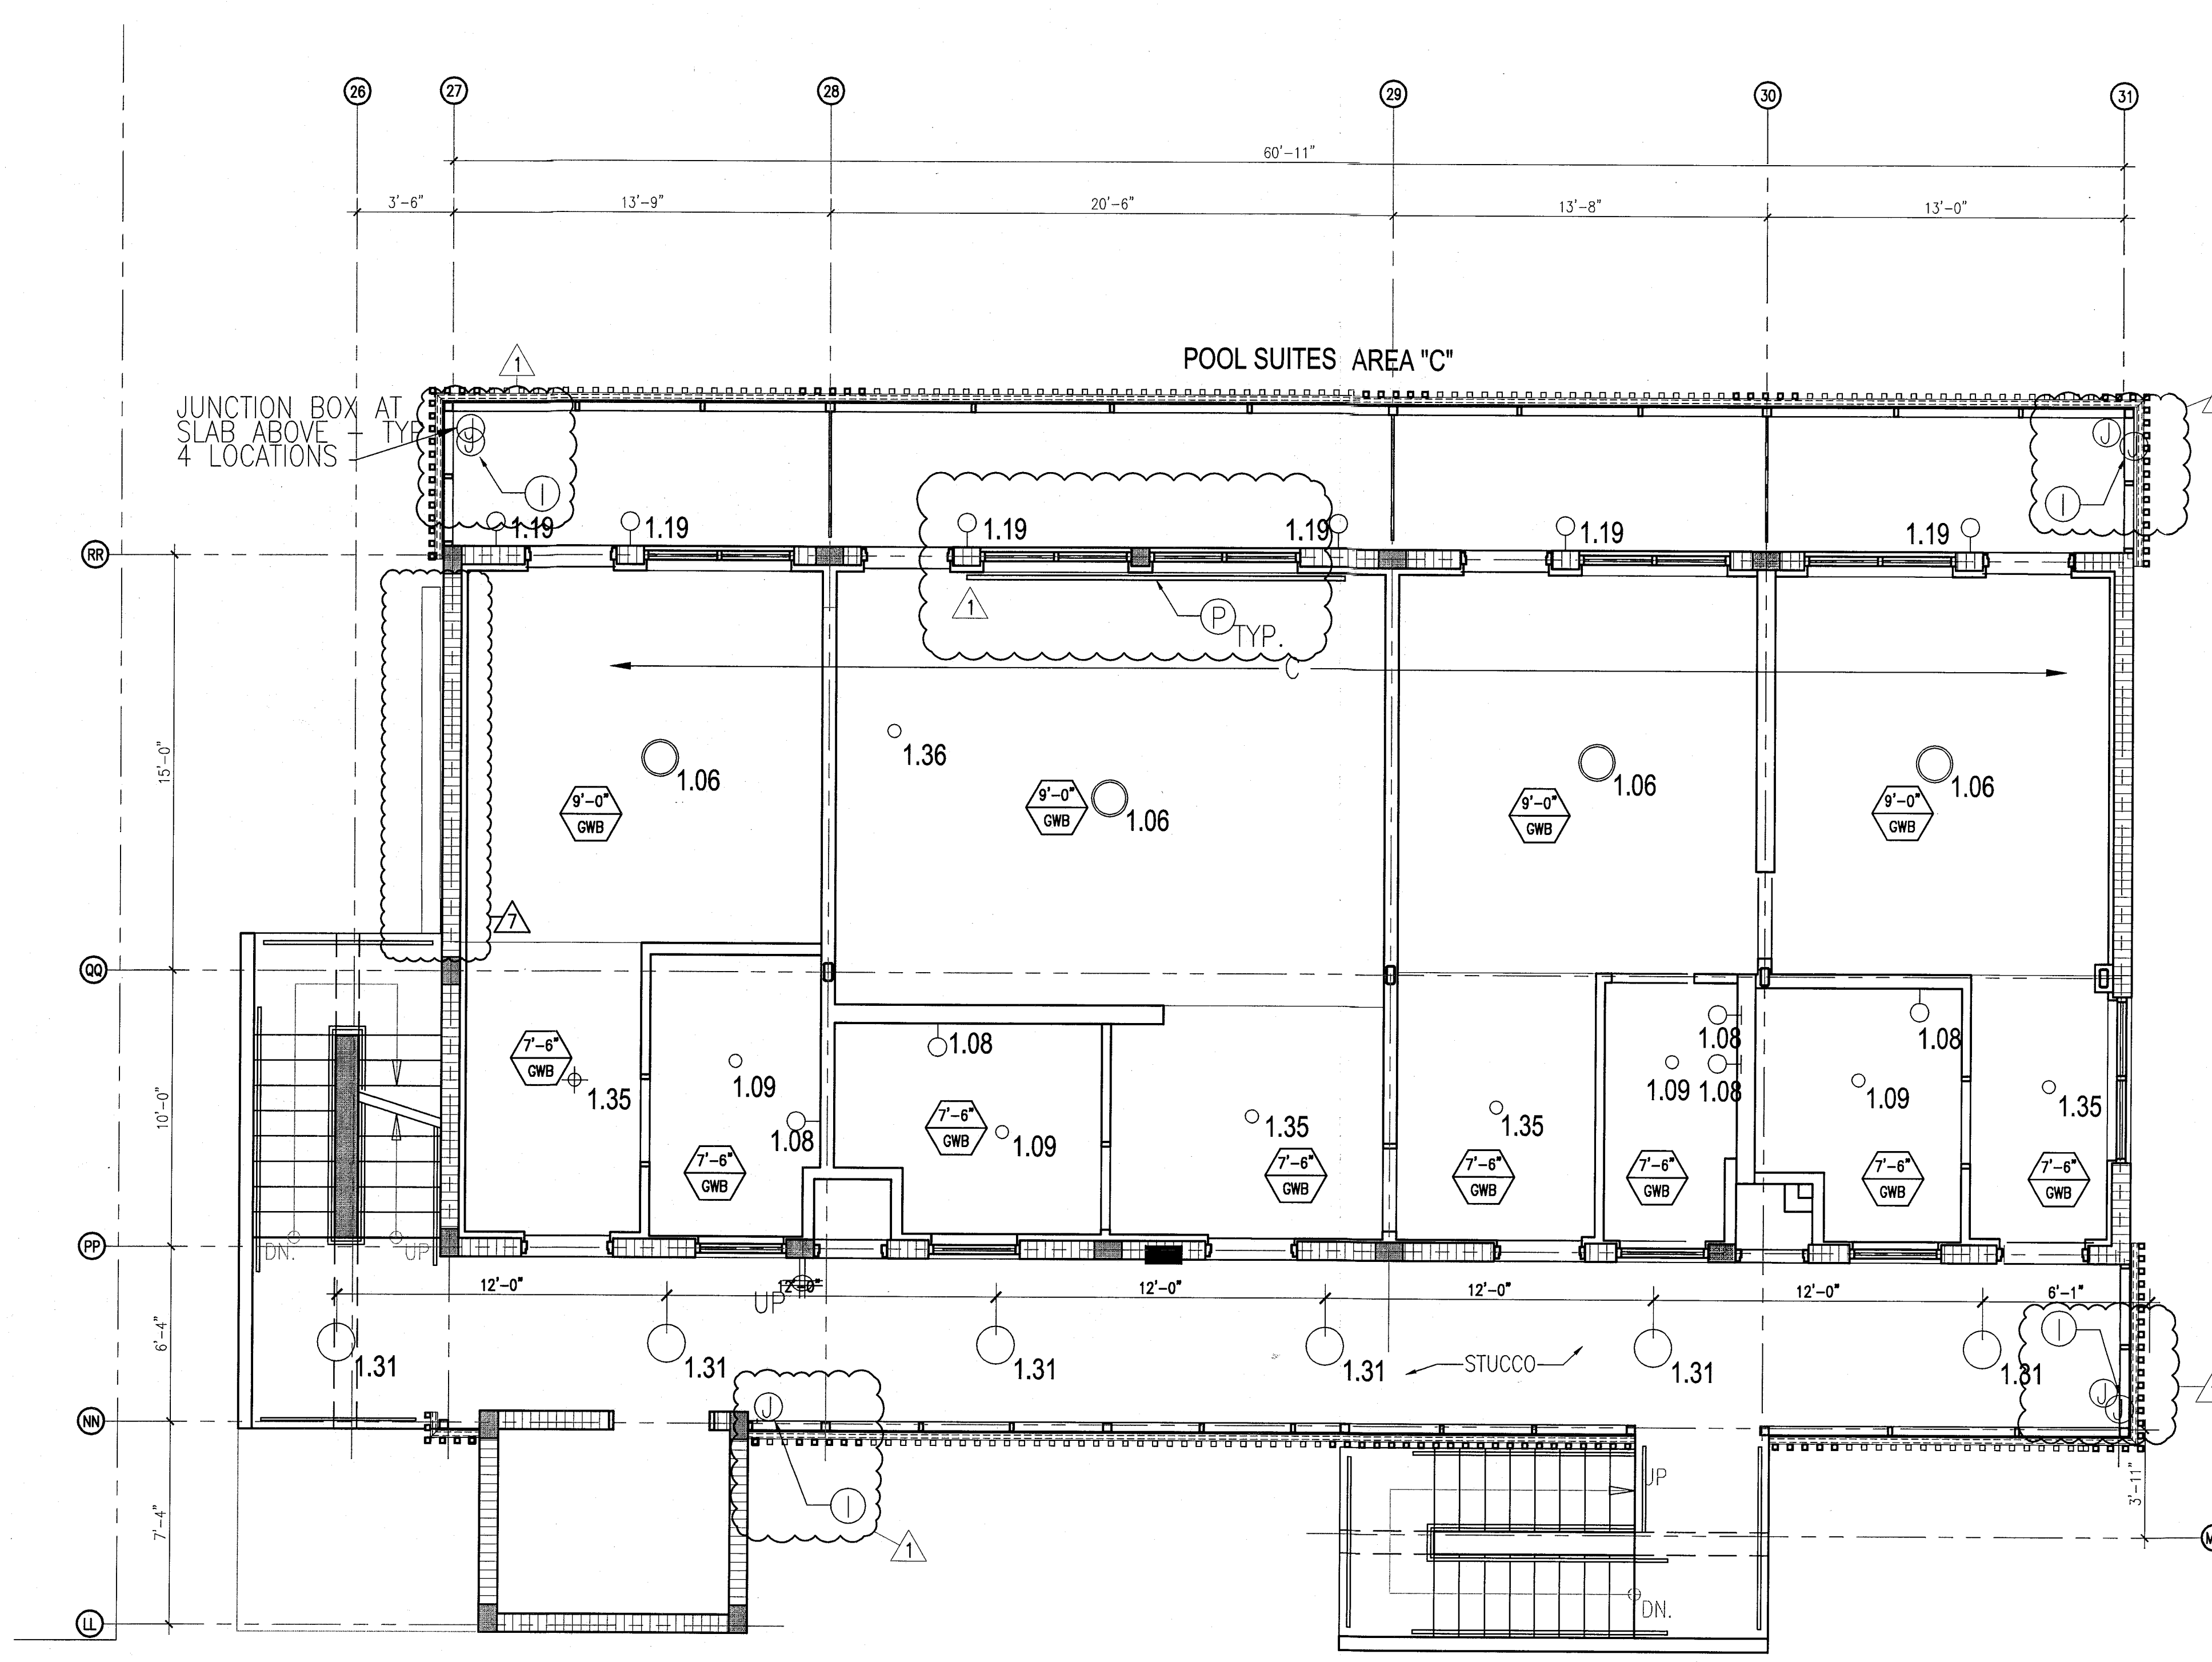 26 27 28 29 30 31
60'-11"
3'-6" 13'-9" 20'-6" 13'-8" 13'-0"
POOL SUITES AREA "C"
1
JUNCTION BOX AT
SLAB ABOVE - TYP
4 LOCATIONS
J J
J J
I I
1.19 1.19 1.19 1.19 1.19 1.19
RR
1
P TYP.
C
15'-0"
1.36
1.06 1.06 1.06 1.06
9'-0" 9'-0" 9'-0" 9'-0"
GWB GWB GWB GWB
7
QQ
10'-0"
1.08 1.08 1.08
7'-6"
GWB
1.35 1.09 1.09 1.08 1.09 1.35
1.08 1.09 1.35 1.35
7'-6"
GWB
7'-6" 7'-6" 7'-6" 7'-6" 7'-6" 7'-6"
GWB GWB GWB GWB GWB GWB
PP
DN. UP
12'-0" 12'-0" 12'-0" 12'-0" 6'-1"
UP
6'-4"
I
1.31 1.31 1.31 1.31 1.31 1.31
STUCCO
J J
J
NN
UP
3'-11"
I
7'-4"
1
M
DN.
LL